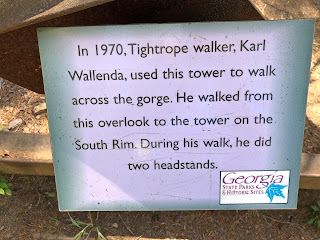 In 1970, Tightrope walker, Karl
Wallenda, used this tower to walk
across the gorge. He walked from
this overlook to the tower on the
South Rim. During his walk, he did
two headstands.
Georgia
STATE PARKS
& HISTORIC SITES